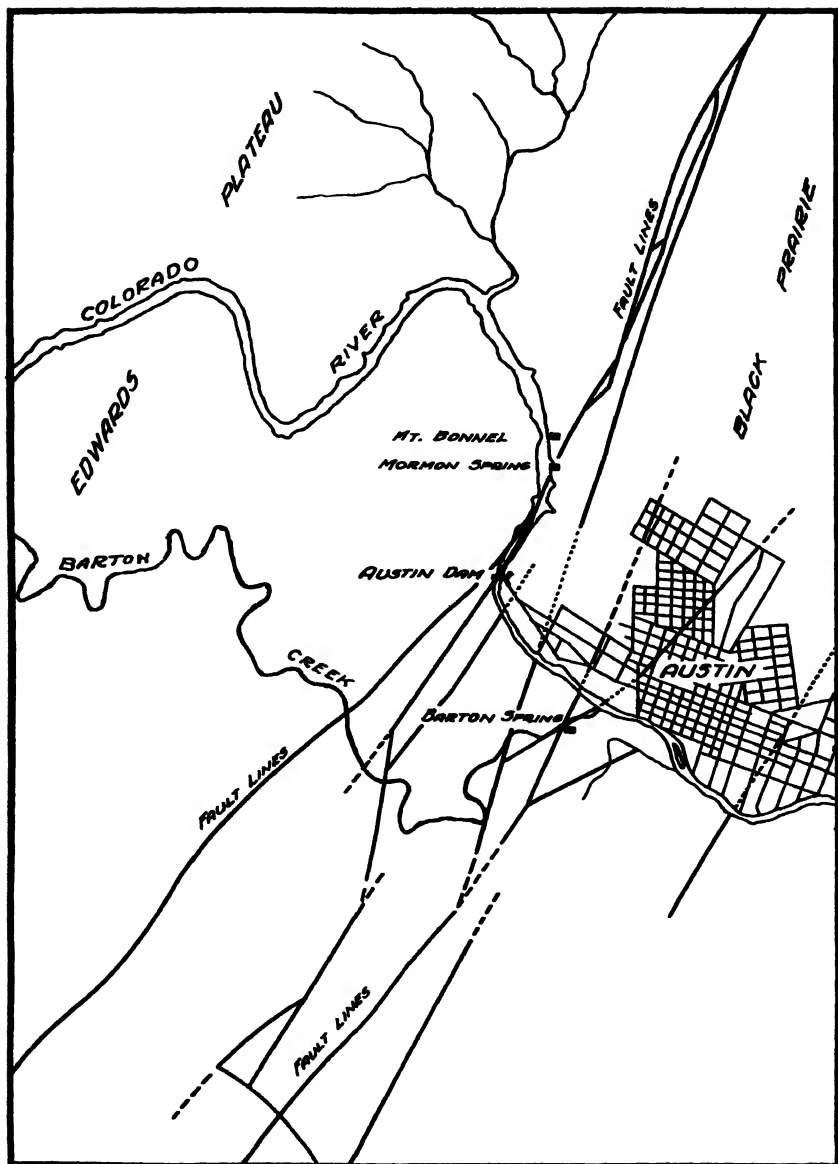 PLATEAU
FAULT LINES
PRAIRIE
COLORADO
RIVER
EDWARDS
BLACK
MT. BONNEL
MORMON SPRING
BARTON
AUSTIN DAM
CREEK
AUSTIN
BARTON SPRING
FAULT LINES
FAULT LINES